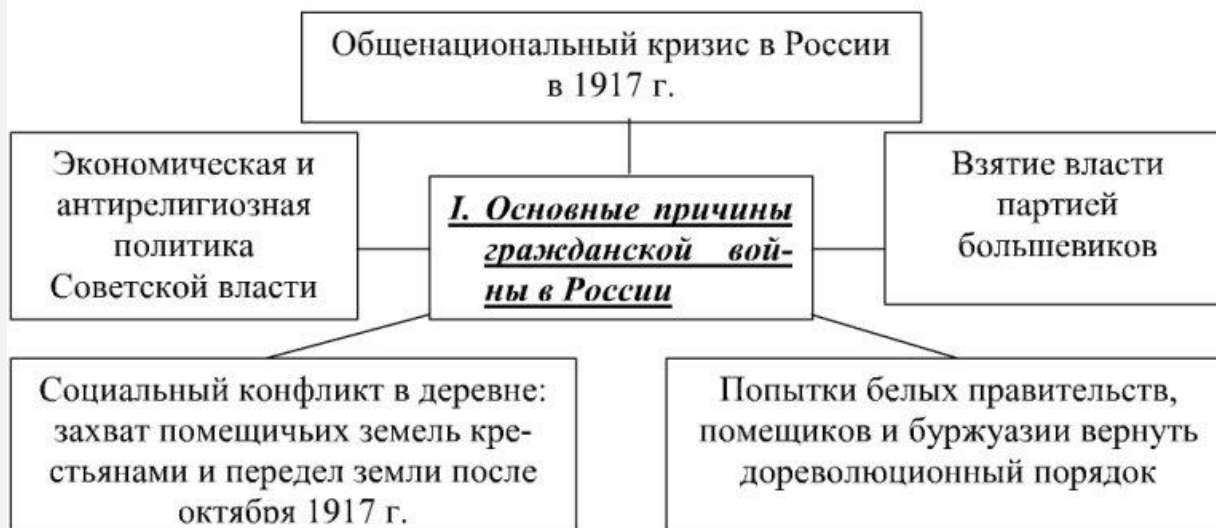 Общенациональный кризис в России
в 1917 г.
Экономическая и
антирелигиозная
политика
Советской власти
I. Основные причины
гражданской вой-
ны в России
Взятие власти
партией
большевиков
Социальный конфликт в деревне:
захват помещичьих земель кре-
стьянами и передел земли после
октября 1917 г.
Попытки белых правительств,
помещиков и буржуазии вернуть
дореволюционный порядок